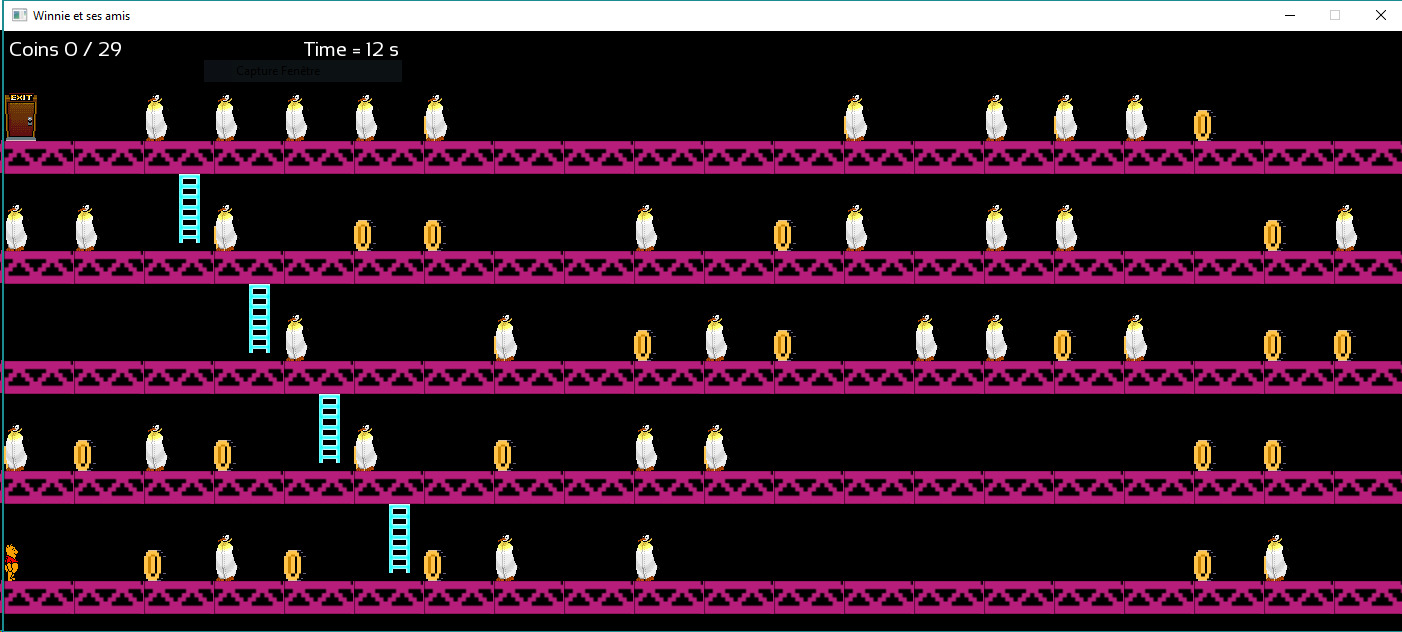 Winnie et ses amis
Coins 0 / 29
Time = 12 s
Capture Fenêtre
EXIT